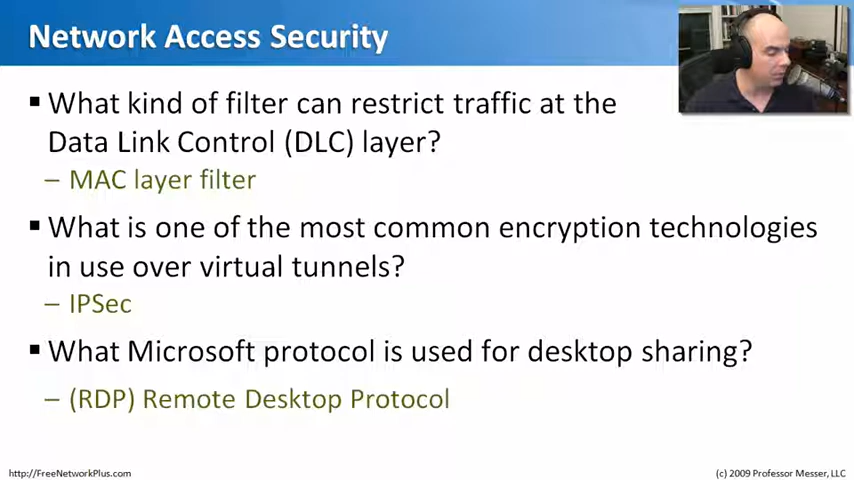 Network Access Security
▪ What kind of filter can restrict traffic at the
Data Link Control (DLC) layer?
– MAC layer filter
▪ What is one of the most common encryption technologies
in use over virtual tunnels?
– IPSec
▪ What Microsoft protocol is used for desktop sharing?
– (RDP) Remote Desktop Protocol
http://FreeNetworkPlus.com
(c) 2009 Professor Messer, LLC